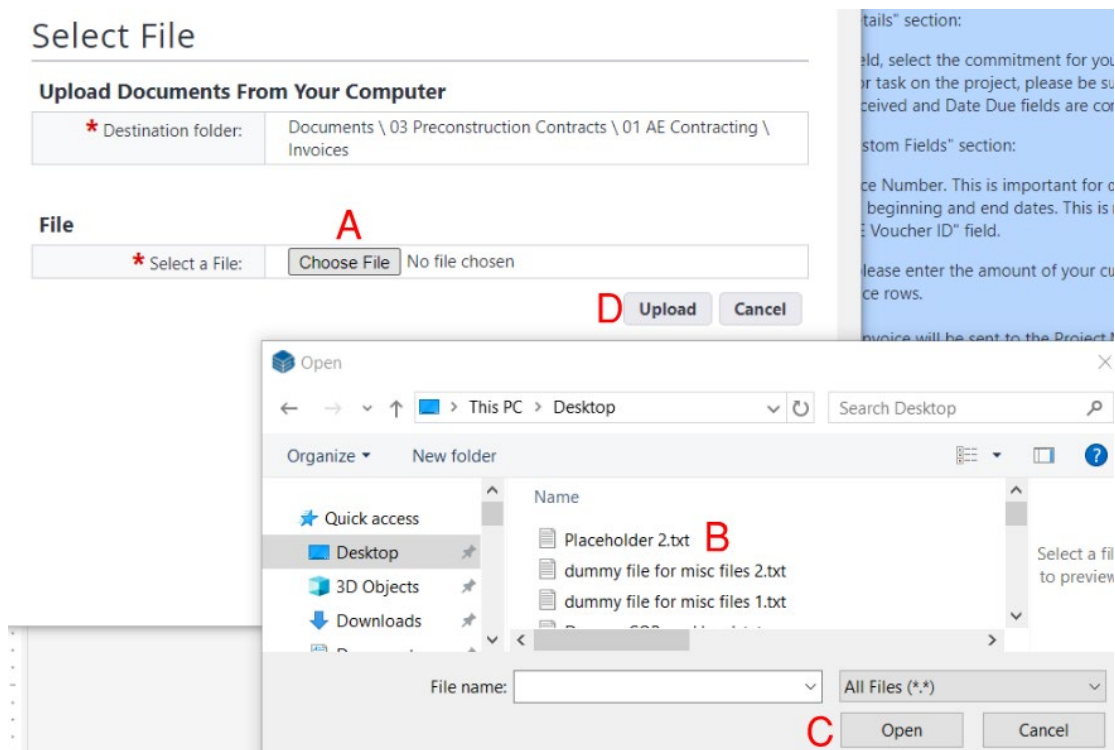 Select File
Upload Documents From Your Computer
* Destination folder: Documents \ 03 Preconstruction Contracts \ 01 AE Contracting \
Invoices
File
A
* Select a File: Choose File No file chosen
D Upload Cancel
tails" section:
eld, select the commitment for you
or task on the project, please be su
ceived and Date Due fields are cor
stom Fields" section:
ce Number. This is important for
beginning and end dates. This is
Voucher ID" field.
lease enter the amount of your cu
ce rows.
nvoice will be sent to the Project
Open
This PC > Desktop
Search Desktop
Organize
New folder
?
Quick access
Desktop
3D Objects
Downloads
Name
Placeholder 2.txt B
dummy file for misc files 2.txt
dummy file for misc files 1.txt
Select a fil
to preview
File name:
All Files (*.*)
C Open Cancel